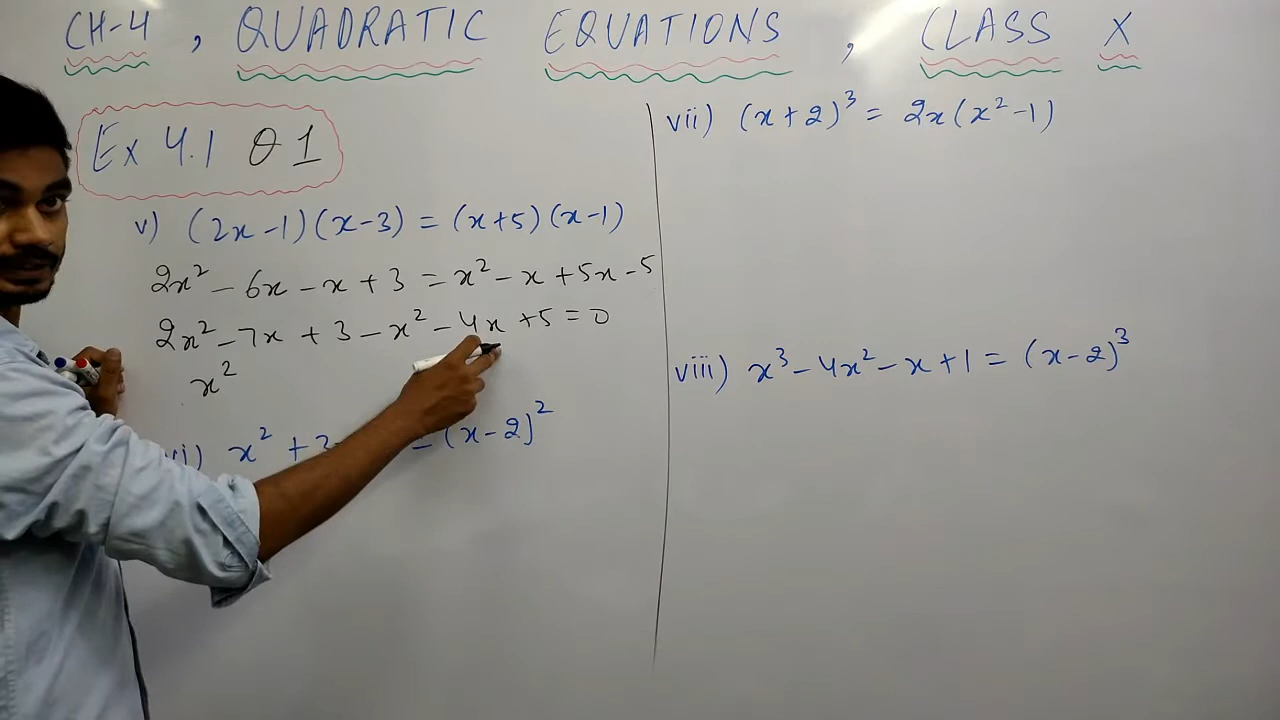 CH-4 , QUADRATIC EQUATIONS , CLASS X
Ex 4.1 Q1
v) (2x-1)(x-3) = (x+5)(x-1)
2x² - 6x - x + 3 = x² - x + 5x - 5
2x² - 7x + 3 - x² - 4x + 5 = 0
x²
vi) x² + = (x-2)²
vii) (x+2)³ = 2x(x²-1)
viii) x³ - 4x² - x + 1 = (x-2)³